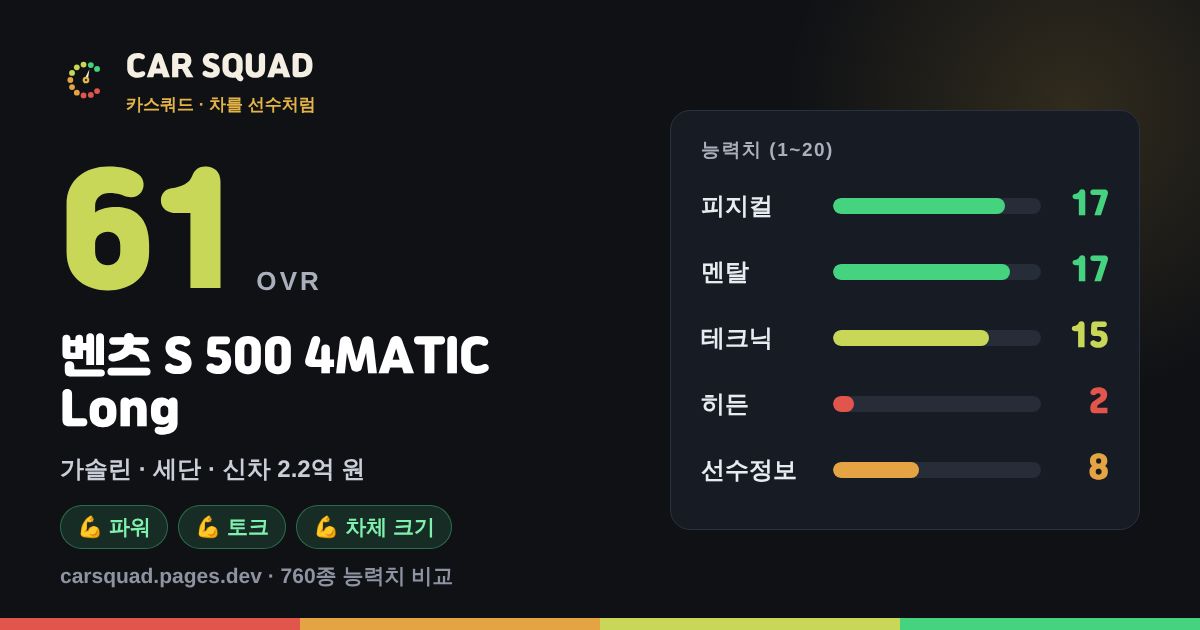 CAR SQUAD
카스쿼드 · 차를 선수처럼
61 OVR
벤츠 S 500 4MATIC
Long
가솔린 · 세단 · 신차 2.2억 원
💪 파워 💪 토크 💪 차체 크기
carsquad.pages.dev · 760종 능력치 비교
능력치 (1~20)
피지컬 17
멘탈 17
테크닉 15
히든 2
선수정보 8